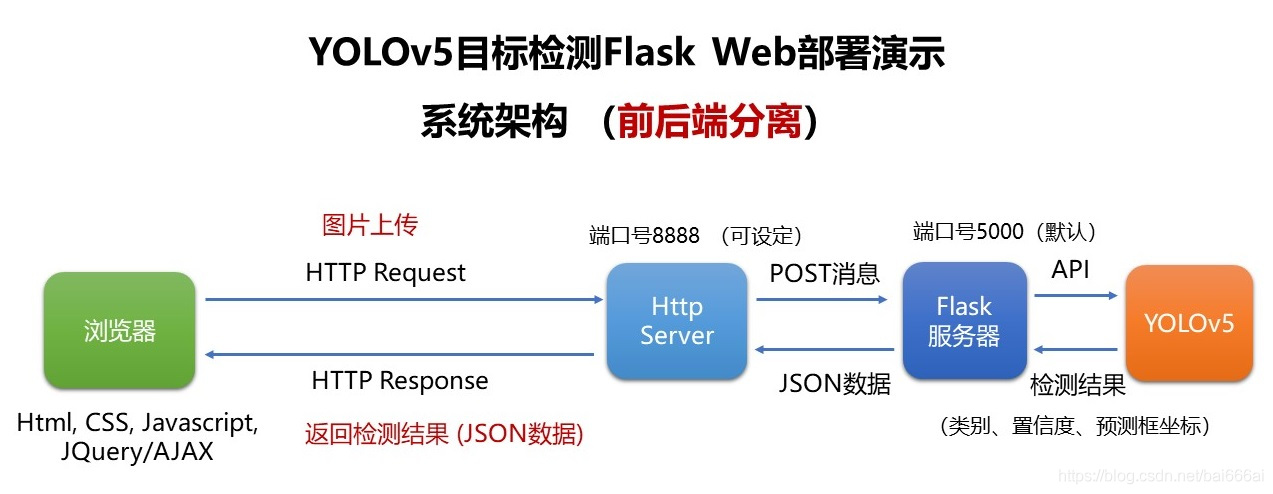 YOLOv5目标检测Flask Web部署演示
系统架构 （前后端分离）
图片上传
端口号8888 （可设定）
端口号5000（默认）
HTTP Request
POST消息
API
浏览器
Http
Server
Flask
服务器
YOLOv5
HTTP Response
JSON数据
检测结果
Html, CSS, Javascript,
JQuery/AJAX
返回检测结果 (JSON数据)
（类别、置信度、预测框坐标）
https://blog.csdn.net/bai666ai